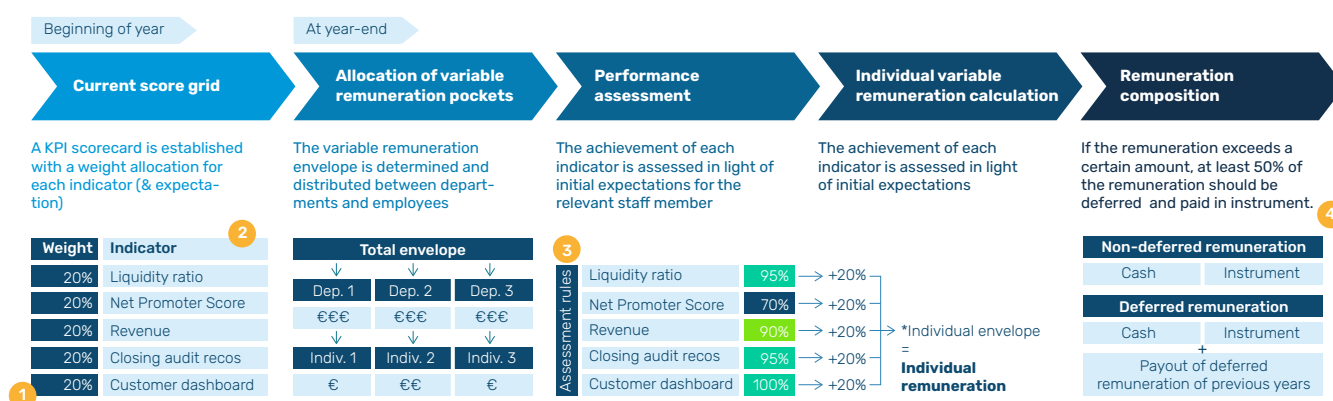 Beginning of year
At year-end
Current score grid
Allocation of variable
remuneration pockets
Performance
assessment
Individual variable
remuneration calculation
Remuneration
composition
A KPI scorecard is established
with a weight allocation for
each indicator (& expecta-
tion)
The variable remuneration
envelope is determined and
distributed between depart-
ments and employees
The achievement of each
indicator is assessed in light of
initial expectations for the
relevant staff member
The achievement of each
indicator is assessed in light
of initial expectations
If the remuneration exceeds a
certain amount, at least 50% of
the remuneration should be
deferred and paid in instrument.
4
2
Weight Indicator
20% Liquidity ratio
20% Net Promoter Score
20% Revenue
20% Closing audit recos
20% Customer dashboard
1
Total envelope
Dep. 1 Dep. 2 Dep. 3
€€€ €€€ €€€
Indiv. 1 Indiv. 2 Indiv. 3
€ €€ €
3
Assessment rules
Liquidity ratio 95% +20%
Net Promoter Score 70% +20%
Revenue 90% +20%
Closing audit recos 95% +20%
Customer dashboard 100% +20%
*Individual envelope
=
Individual
remuneration
Non-deferred remuneration
Cash Instrument
Deferred remuneration
Cash Instrument
+
Payout of deferred
remuneration of previous years